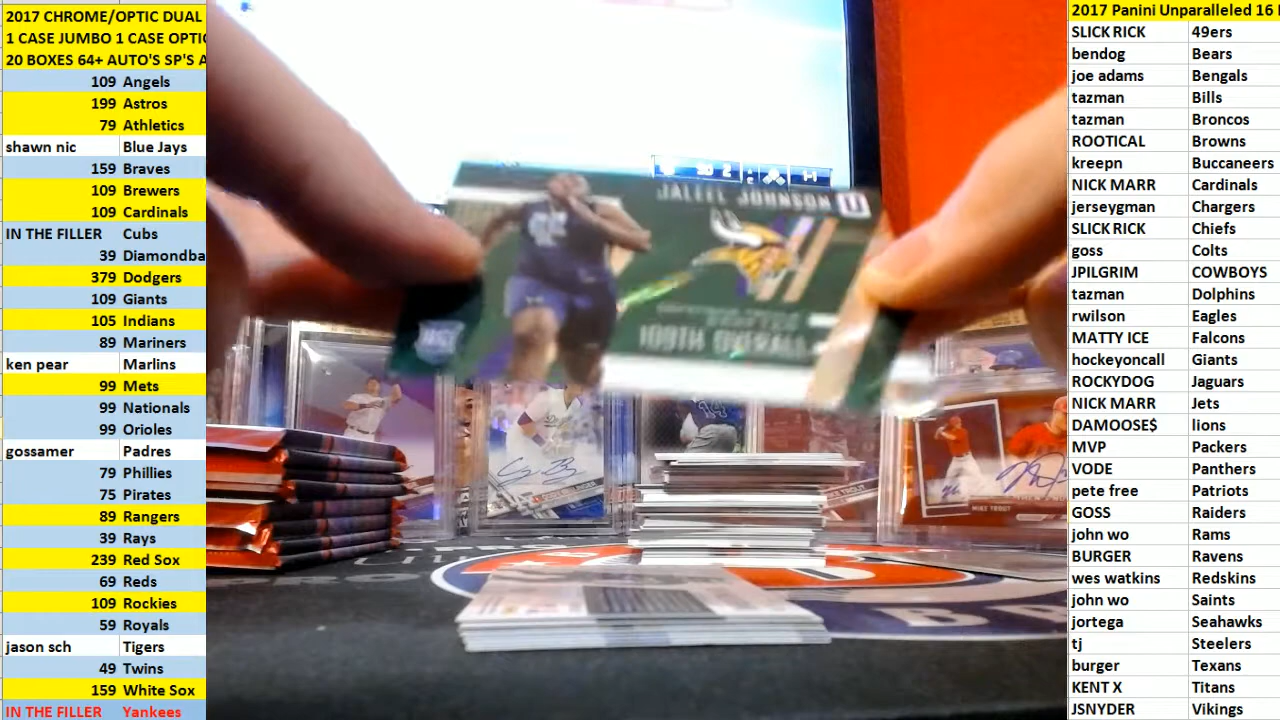 2017 CHROME/OPTIC DUAL
1 CASE JUMBO 1 CASE OPTIC
20 BOXES 64+ AUTO'S SP'S A
109 Angels
199 Astros
79 Athletics
shawn nic Blue Jays
159 Braves
109 Brewers
109 Cardinals
IN THE FILLER Cubs
39 Diamondba
379 Dodgers
109 Giants
105 Indians
89 Mariners
ken pear Marlins
99 Mets
99 Nationals
99 Orioles
gossamer Padres
79 Phillies
75 Pirates
89 Rangers
39 Rays
239 Red Sox
69 Reds
109 Rockies
59 Royals
jason sch Tigers
49 Twins
159 White Sox
IN THE FILLER Yankees
JALEEL JOHNSON
109TH OVERALL
MIKE TROUT
BR
2017 Panini Unparalleled 16
SLICK RICK 49ers
bendog Bears
joe adams Bengals
tazman Bills
tazman Broncos
ROOTICAL Browns
kreepn Buccaneers
NICK MARR Cardinals
jerseygman Chargers
SLICK RICK Chiefs
goss Colts
JPILGRIM COWBOYS
tazman Dolphins
rwilson Eagles
MATTY ICE Falcons
hockeyoncall Giants
ROCKYDOG Jaguars
NICK MARR Jets
DAMOOSE$ lions
MVP Packers
VODE Panthers
pete free Patriots
GOSS Raiders
john wo Rams
BURGER Ravens
wes watkins Redskins
john wo Saints
jortega Seahawks
tj Steelers
burger Texans
KENT X Titans
JSNYDER Vikings